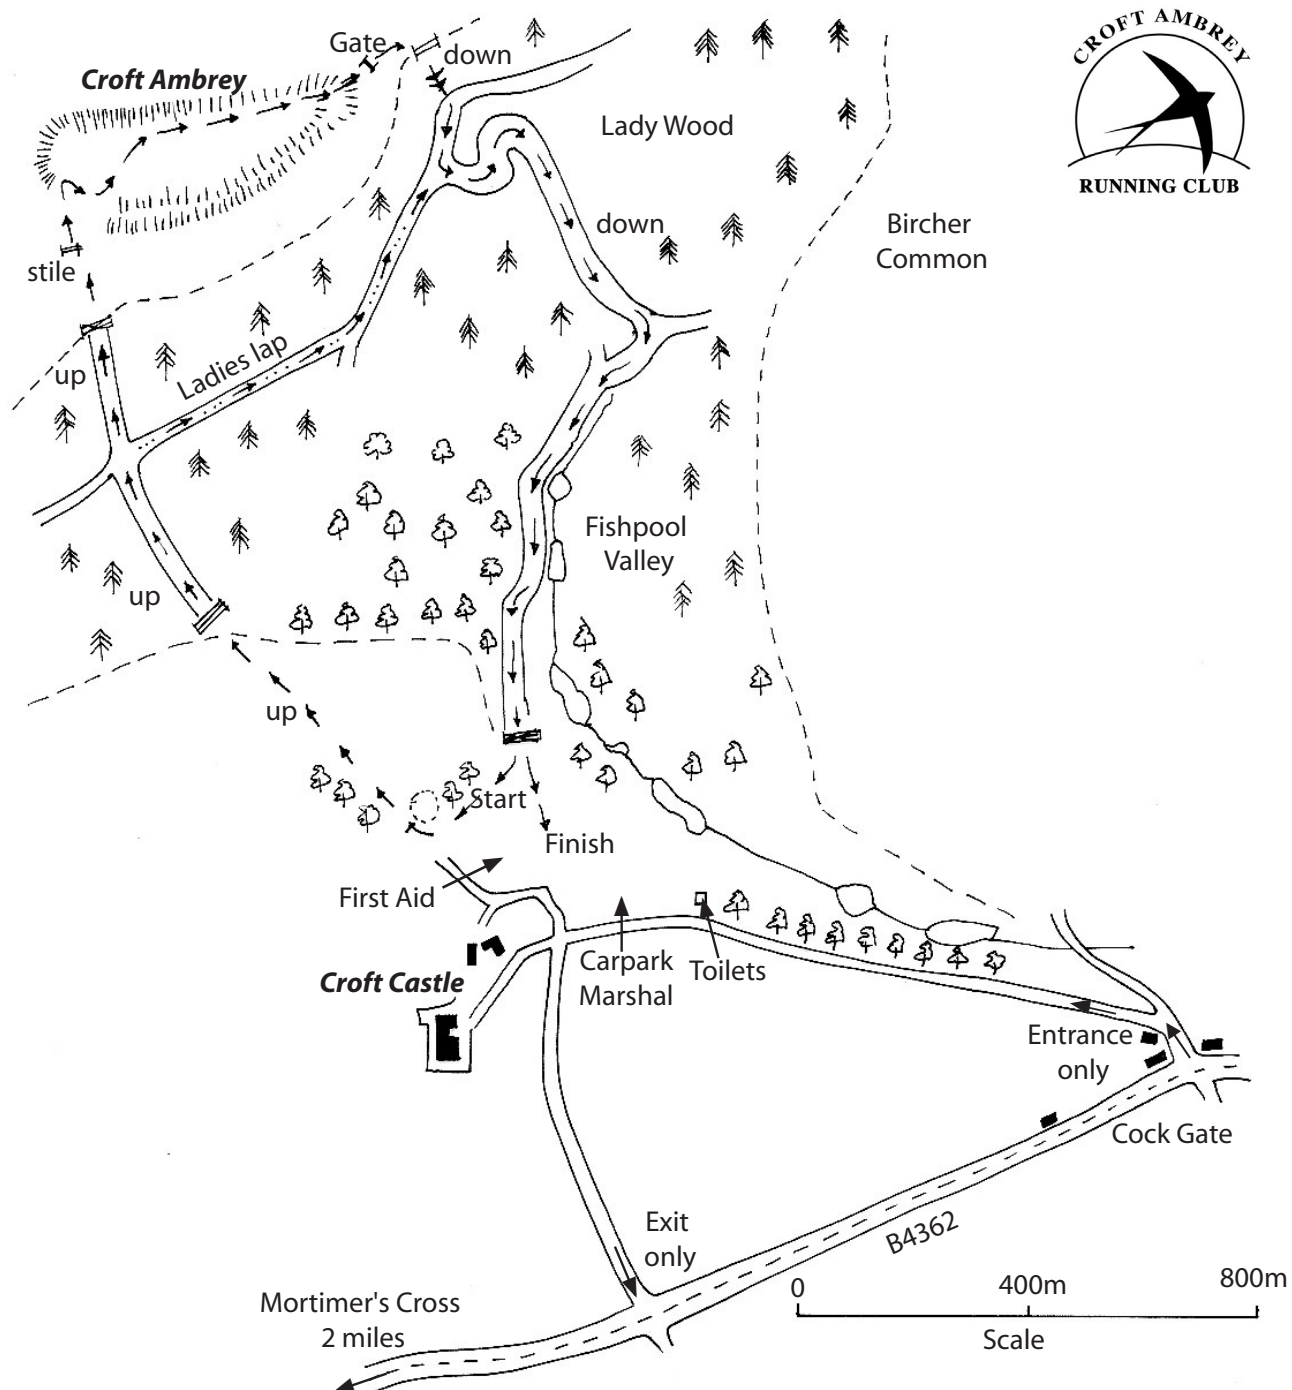 CROFT AMBREY
RUNNING CLUB
Gate
down
Croft Ambrey
Lady Wood
down
Bircher
Common
stile
up
Ladies lap
Fishpool
Valley
up
up
Start
Finish
First Aid
Carpark
Marshal
Toilets
Croft Castle
Entrance
only
Cock Gate
Exit
only
B4362
0
400m
800m
Scale
Mortimer's Cross
2 miles